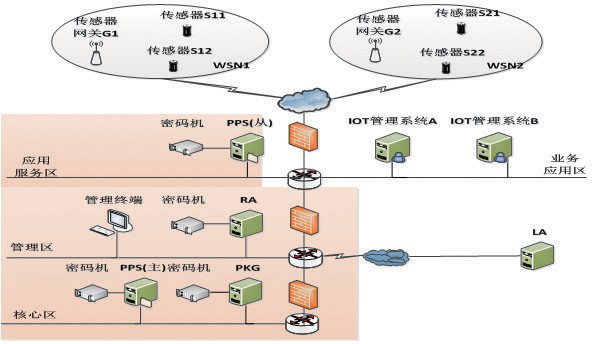 传感器S11
传感器
网关G1
传感器S12
WSN1
传感器S21
传感器
网关G2
传感器S22
WSN2
密码机
PPS(从)
IOT管理系统A
IOT管理系统B
应用
服务区
业务
应用区
管理终端
密码机
RA
LA
管理区
密码机
PPS(主)
密码机
PKG
核心区